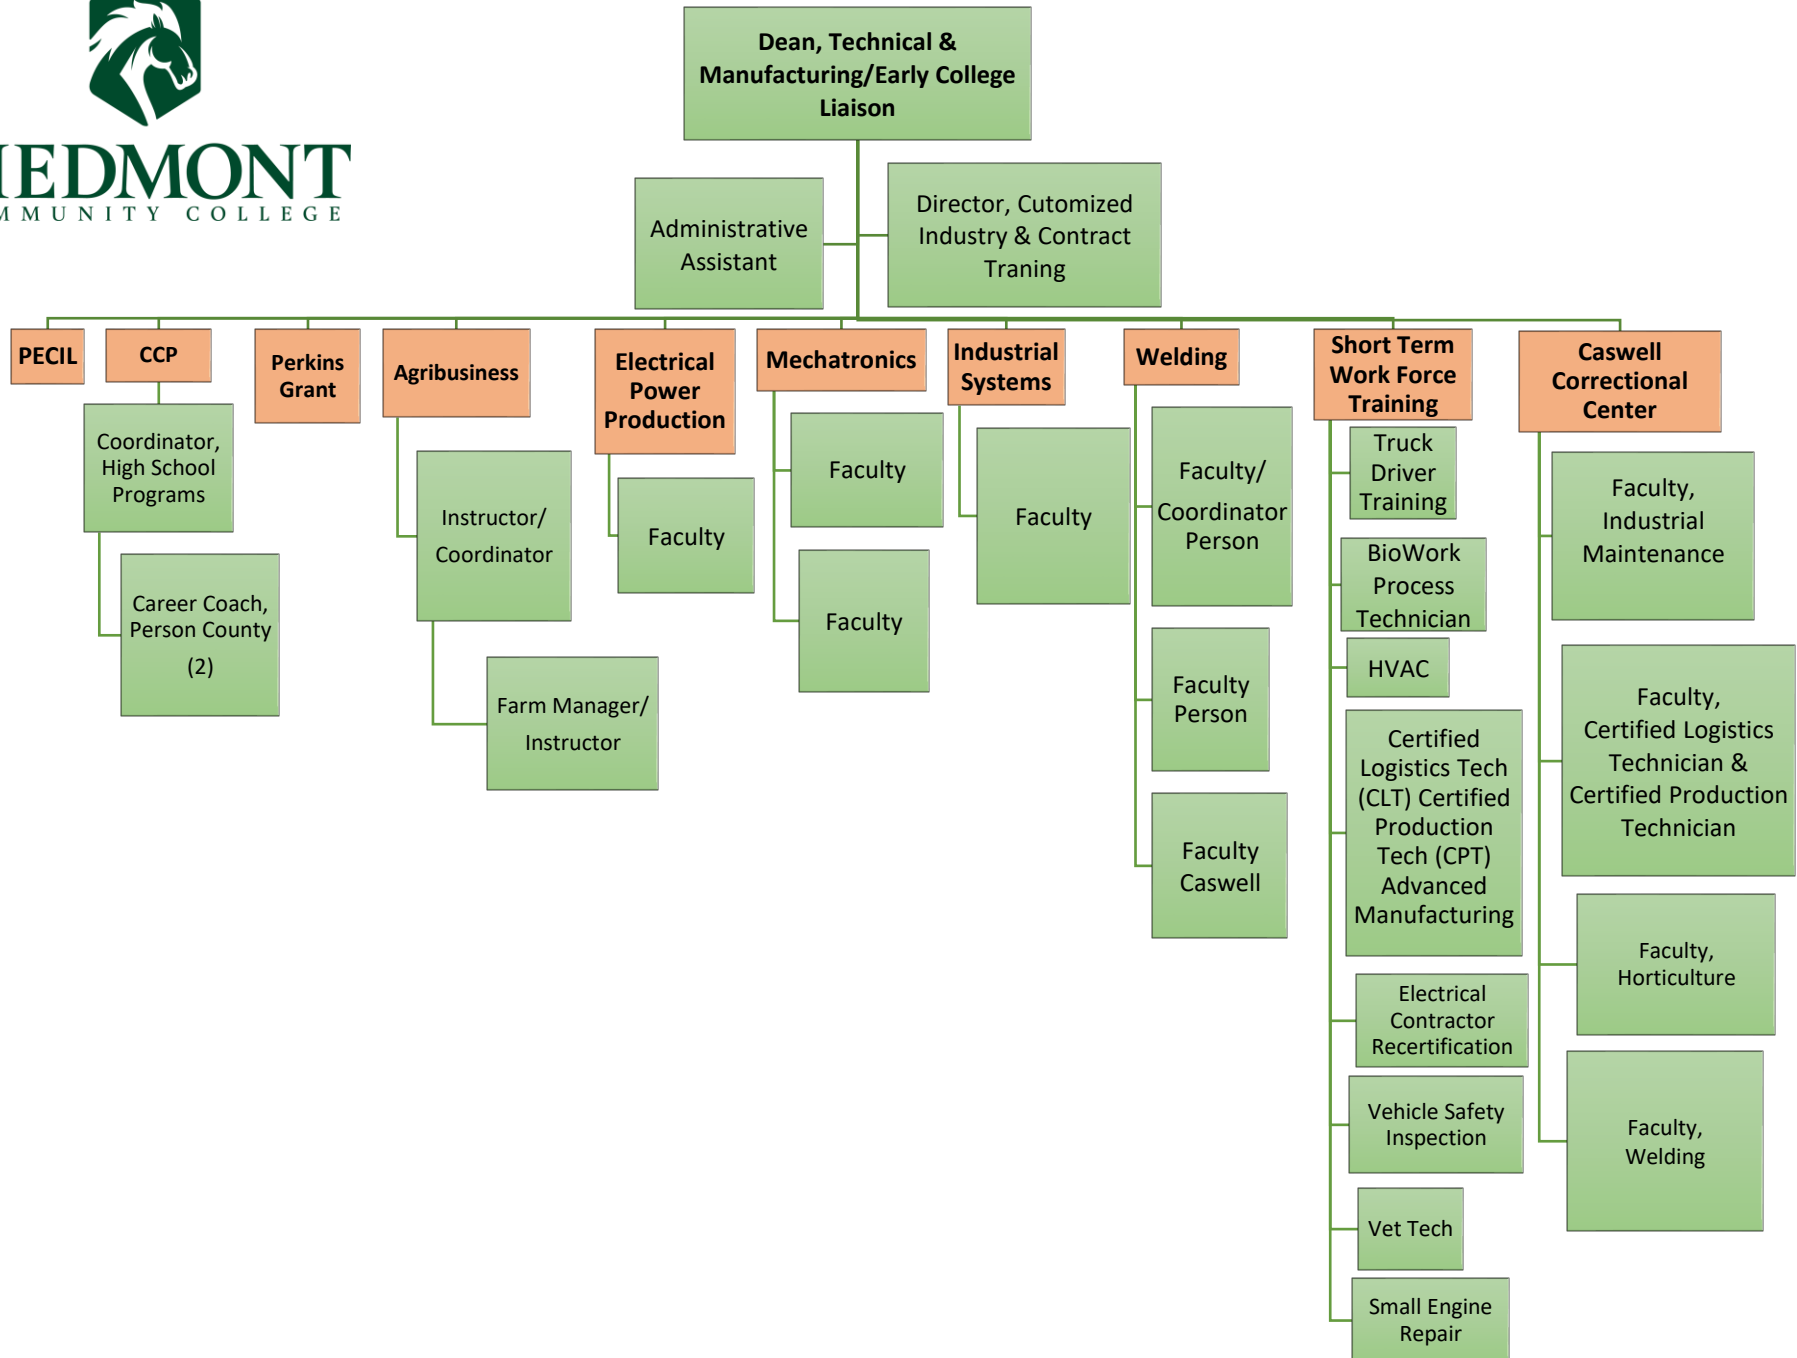 Dean, Technical &
Manufacturing/Early College
Liaison
IEDMONT
MMUNITY COLLEGE
Administrative
Assistant
Director, Cutomized
Industry & Contract
Traning
PECIL
CCP
Perkins
Grant
Agribusiness
Electrical
Power
Production
Mechatronics
Industrial
Systems
Welding
Short Term
Work Force
Training
Caswell
Correctional
Center
Coordinator,
High School
Programs
Career Coach,
Person County
(2)
Instructor/
Coordinator
Farm Manager/
Instructor
Faculty
Faculty
Faculty
Faculty
Faculty/
Coordinator
Person
Faculty
Person
Faculty
Caswell
Truck
Driver
Training
BioWork
Process
Technician
HVAC
Certified
Logistics Tech
(CLT) Certified
Production
Tech (CPT)
Advanced
Manufacturing
Electrical
Contractor
Recertification
Vehicle Safety
Inspection
Vet Tech
Small Engine
Repair
Faculty,
Industrial
Maintenance
Faculty,
Certified Logistics
Technician &
Certified Production
Technician
Faculty,
Horticulture
Faculty,
Welding